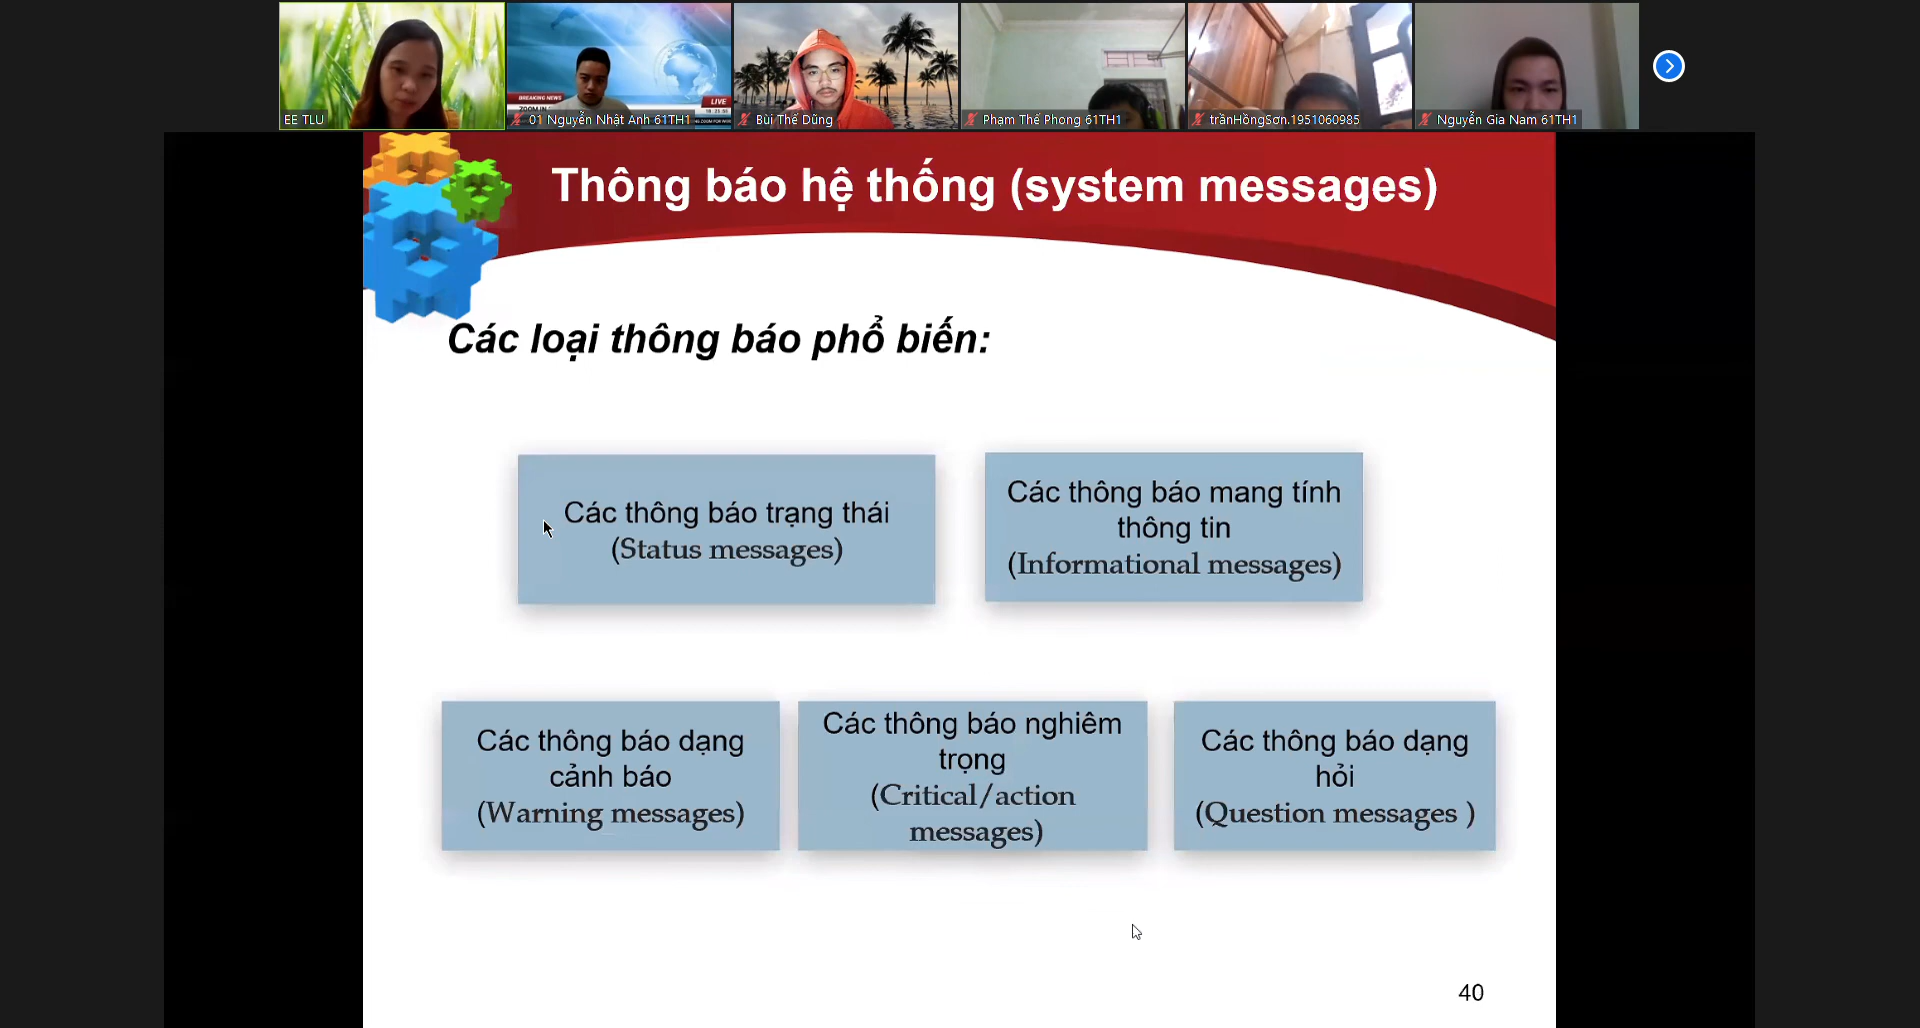 EE TLU
BREAKING NEWS
LIVE
01 Nguyễn Nhật Anh 61TH1
Bùi Thế Dũng
Phạm Thế Phong 61TH1
trầnHồngSơn.1951060985
Nguyễn Gia Nam 61TH1
Thông báo hệ thống (system messages)
Các loại thông báo phổ biến:
Các thông báo trạng thái
(Status messages)
Các thông báo mang tính
thông tin
(Informational messages)
Các thông báo dạng
cảnh báo
(Warning messages)
Các thông báo nghiêm
trọng
(Critical/action
messages)
Các thông báo dạng
hỏi
(Question messages )
40